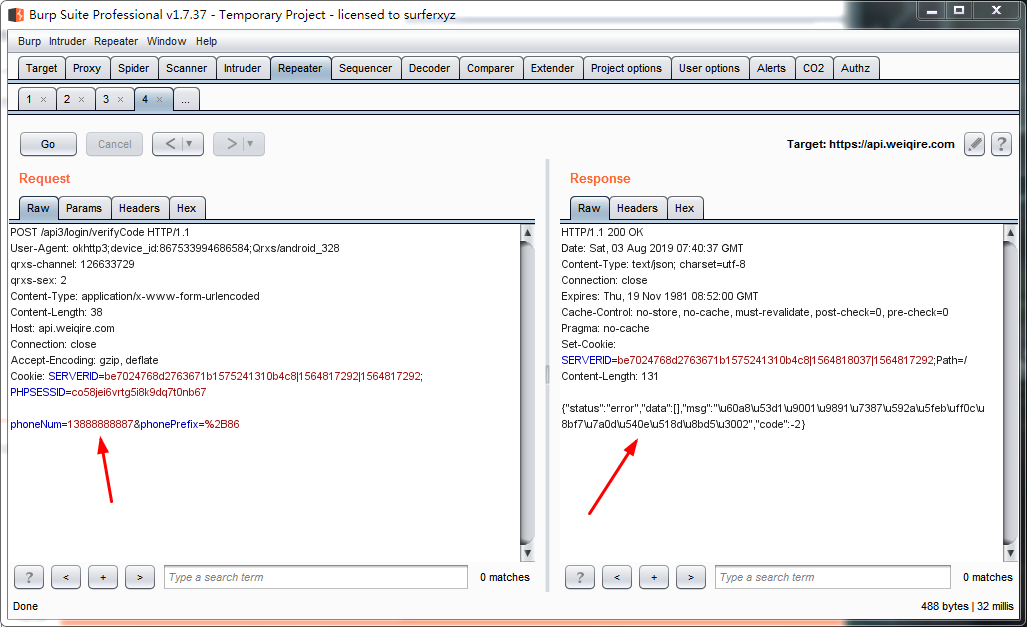 Burp Suite Professional v1.7.37 - Temporary Project - licensed to surferxyz
Burp Intruder Repeater Window Help
Target Proxy Spider Scanner Intruder Repeater Sequencer Decoder Comparer Extender Project options User options Alerts CO2 Authz
1 × 2 × 3 × 4 × ...
Go Cancel < ▼ > ▼ Target: https://api.weiqire.com ?
Request
Raw Params Headers Hex
POST /api3/login/verifyCode HTTP/1.1
User-Agent: okhttp3;device_id:867533994686584;Qrxs/android_328
qrxs-channel: 126633729
qrxs-sex: 2
Content-Type: application/x-www-form-urlencoded
Content-Length: 38
Host: api.weiqire.com
Connection: close
Accept-Encoding: gzip, deflate
Cookie: SERVERID=be7024768d2763671b1575241310b4c8|1564817292|1564817292;
PHPSESSID=co58jei6vrtg5i8k9dq7t0nb67
phoneNum=13888888887&phonePrefix=%2B86
? < + > Type a search term 0 matches
Response
Raw Headers Hex
HTTP/1.1 200 OK
Date: Sat, 03 Aug 2019 07:40:37 GMT
Content-Type: text/json; charset=utf-8
Connection: close
Expires: Thu, 19 Nov 1981 08:52:00 GMT
Cache-Control: no-store, no-cache, must-revalidate, post-check=0, pre-check=0
Pragma: no-cache
Set-Cookie:
SERVERID=be7024768d2763671b1575241310b4c8|1564818037|1564817292;Path=/
Content-Length: 131
{"status":"error","data":[],"msg":"\u60a8\u53d1\u9001\u9891\u7387\u592a\u5feb\uff0c\u
8bf7\u7a0d\u540e\u518d\u8bd5\u3002","code":-2}
? < + > Type a search term 0 matches
Done 488 bytes | 32 millis